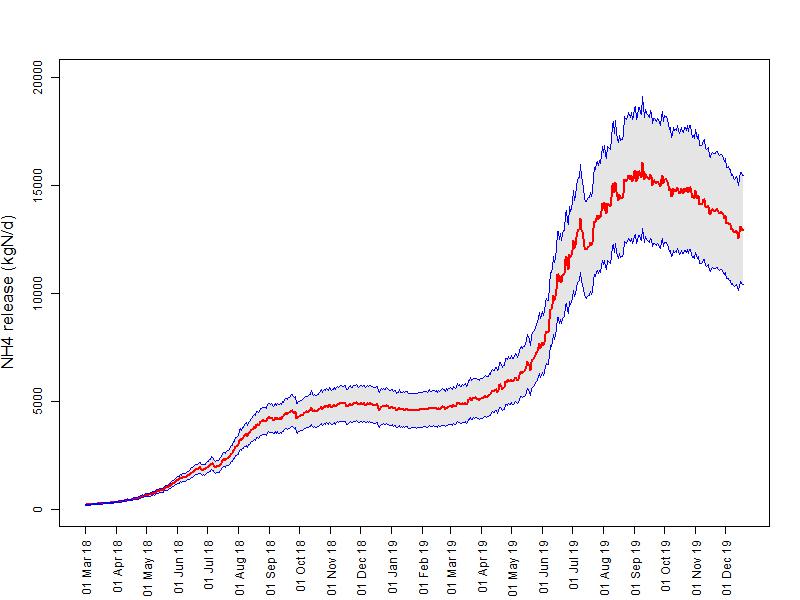 NH4 release (kgN/d)
20000
15000
10000
5000
0
01 Mar 18
01 Apr 18
01 May 18
01 Jun 18
01 Jul 18
01 Aug 18
01 Sep 18
01 Oct 18
01 Nov 18
01 Dec 18
01 Jan 19
01 Feb 19
01 Mar 19
01 Apr 19
01 May 19
01 Jun 19
01 Jul 19
01 Aug 19
01 Sep 19
01 Oct 19
01 Nov 19
01 Dec 19